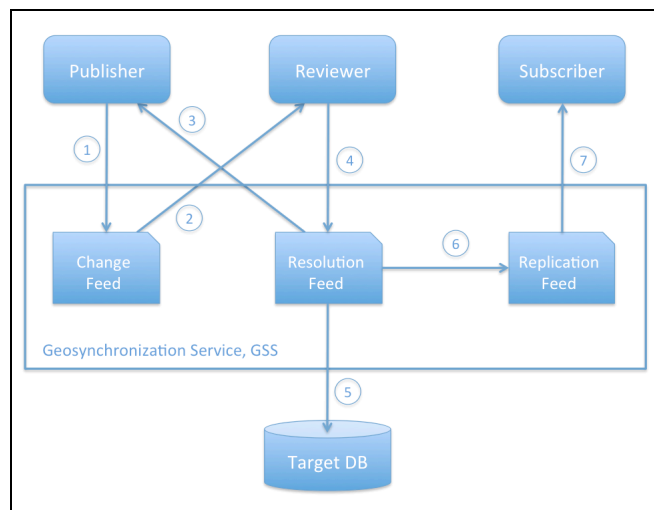 Publisher
Reviewer
Subscriber
1
3
4
7
2
6
Change
Feed
Resolution
Feed
Replication
Feed
Geosynchronization Service, GSS
5
Target DB